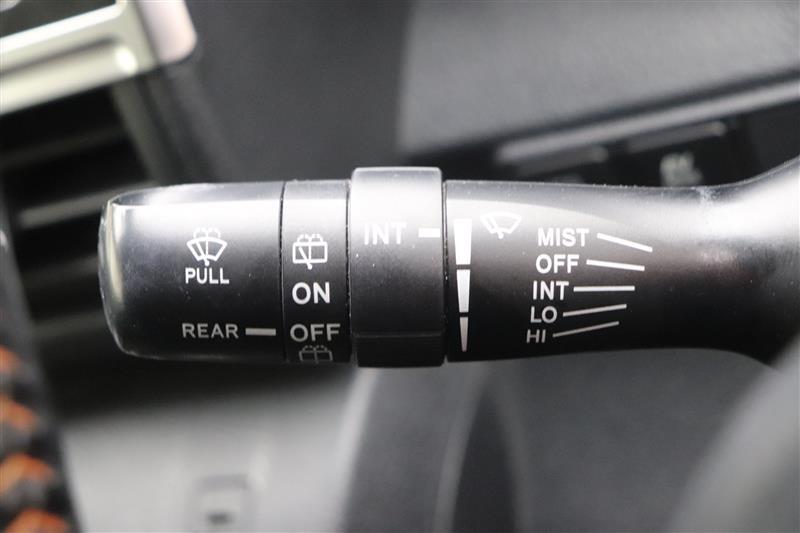 PULL
REAR
ON
OFF
INT
MIST
OFF
INT
LO
HI